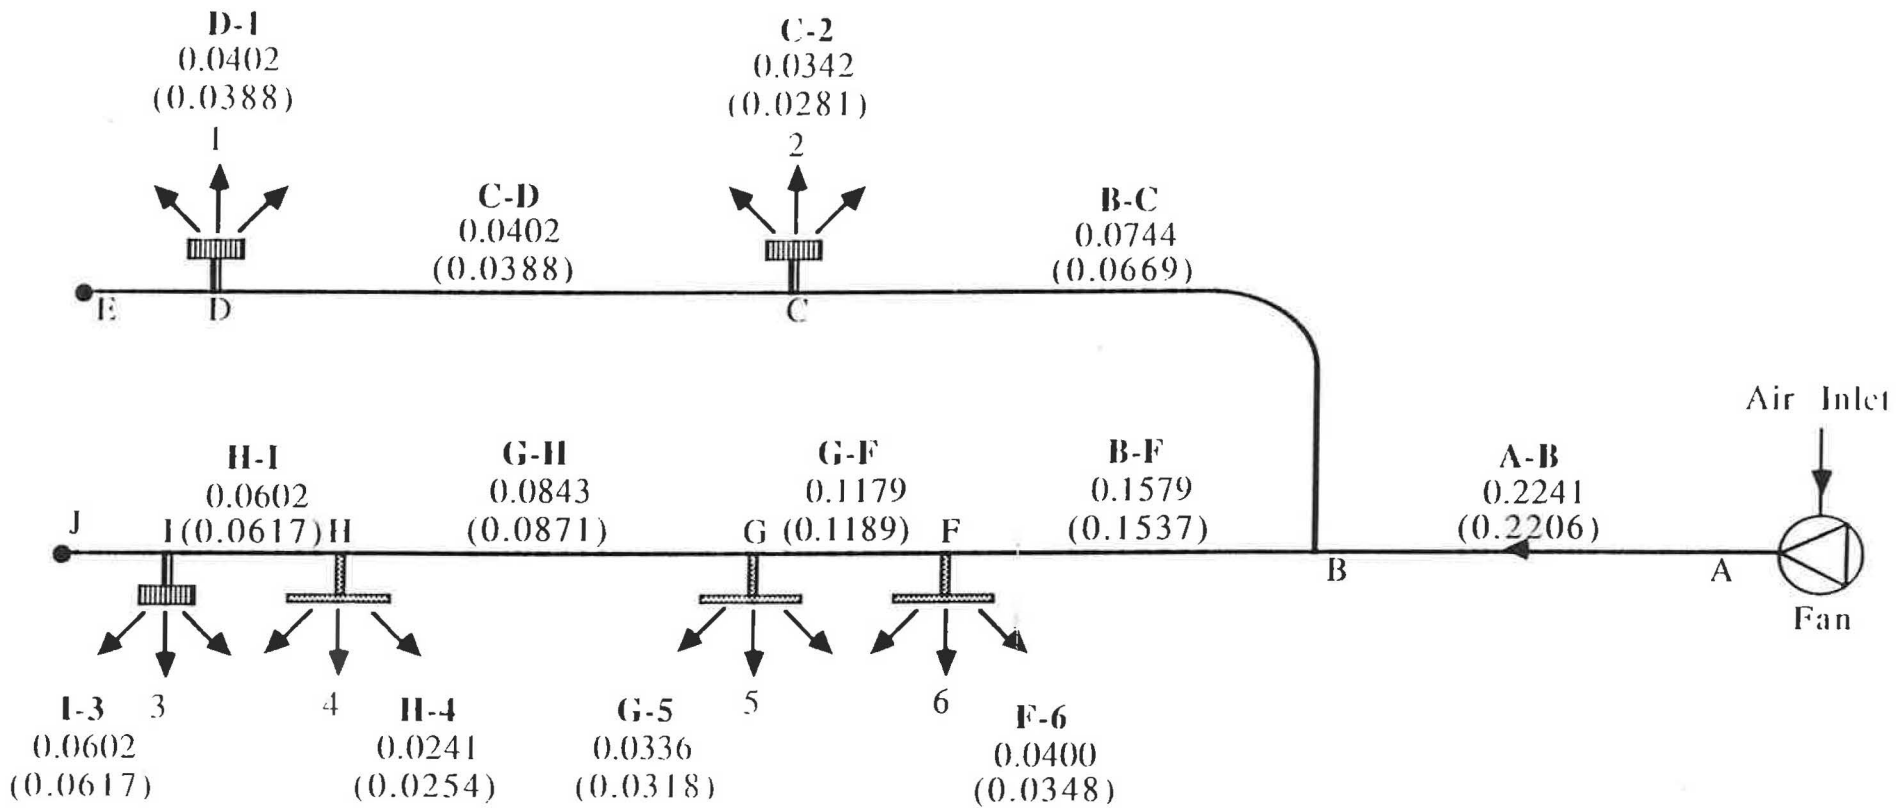 D-1
0.0402
(0.0388)
1
C-2
0.0342
(0.0281)
2
C-D
0.0402
(0.0388)
B-C
0.0744
(0.0669)
E
D
C
Air Inlet
H-I
0.0602
(0.0617)
G-H
0.0843
(0.0871)
G-F
0.1179
(0.1189)
B-F
0.1579
(0.1537)
A-B
0.2241
(0.2206)
J
I
H
G
F
B
A
Fan
I-3
0.0602
(0.0617)
3
4
H-4
0.0241
(0.0254)
G-5
0.0336
(0.0318)
5
6
F-6
0.0400
(0.0348)